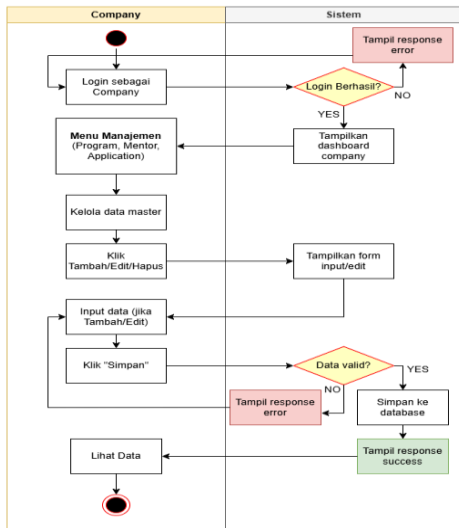 Company
Sistem
Tampil response
error
Login sebagai
Company
Login Berhasil?
NO
YES
Menu Manajemen
(Program, Mentor,
Application)
Tampilkan
dashboard
company
Kelola data master
Klik
Tambah/Edit/Hapus
Tampilkan form
input/edit
Input data (jika
Tambah/Edit)
Klik "Simpan"
Data valid?
YES
NO
Tampil response
error
Simpan ke
database
Lihat Data
Tampil response
success